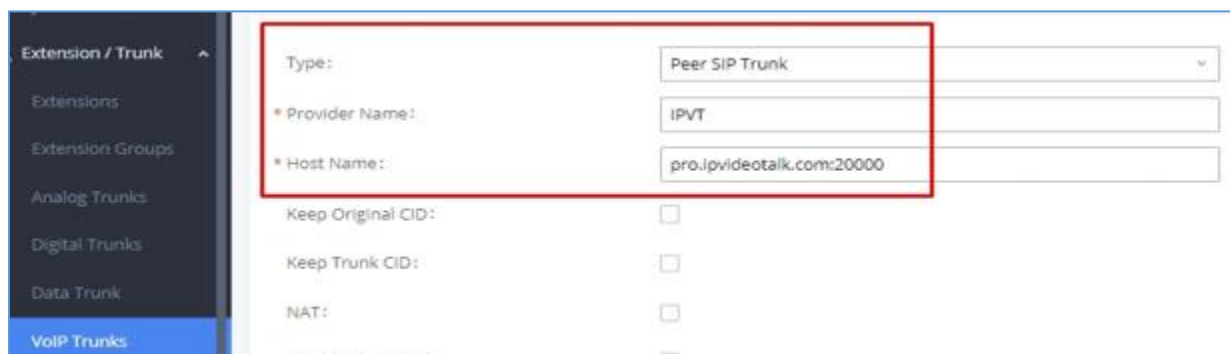 Extension / Trunk
Extensions
Extension Groups
Analog Trunks
Digital Trunks
Data Trunk
VoIP Trunks
Type:
Peer SIP Trunk
* Provider Name:
IPVT
* Host Name:
pro.ipvideotalk.com:20000
Keep Original CID:
Keep Trunk CID:
NAT: